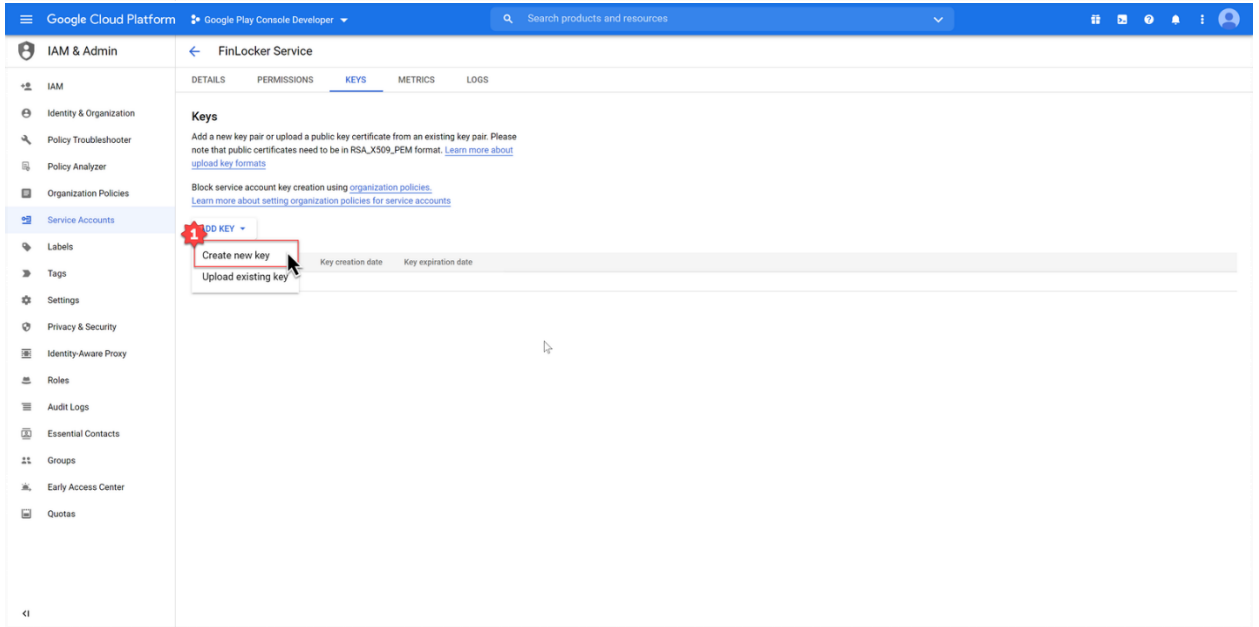 Google Cloud Platform
Google Play Console Developer
Search products and resources
IAM & Admin
FinLocker Service
DETAILS PERMISSIONS KEYS METRICS LOGS
IAM
Identity & Organization
Policy Troubleshooter
Policy Analyzer
Organization Policies
Service Accounts
Labels
Tags
Settings
Privacy & Security
Identity-Aware Proxy
Roles
Audit Logs
Essential Contacts
Groups
Early Access Center
Quotas
Keys
Add a new key pair or upload a public key certificate from an existing key pair. Please
note that public certificates need to be in RSA_X509_PEM format. Learn more about
upload key formats
Block service account key creation using organization policies.
Learn more about setting organization policies for service accounts
1
DD KEY
Create new key
Upload existing key
Key creation date Key expiration date